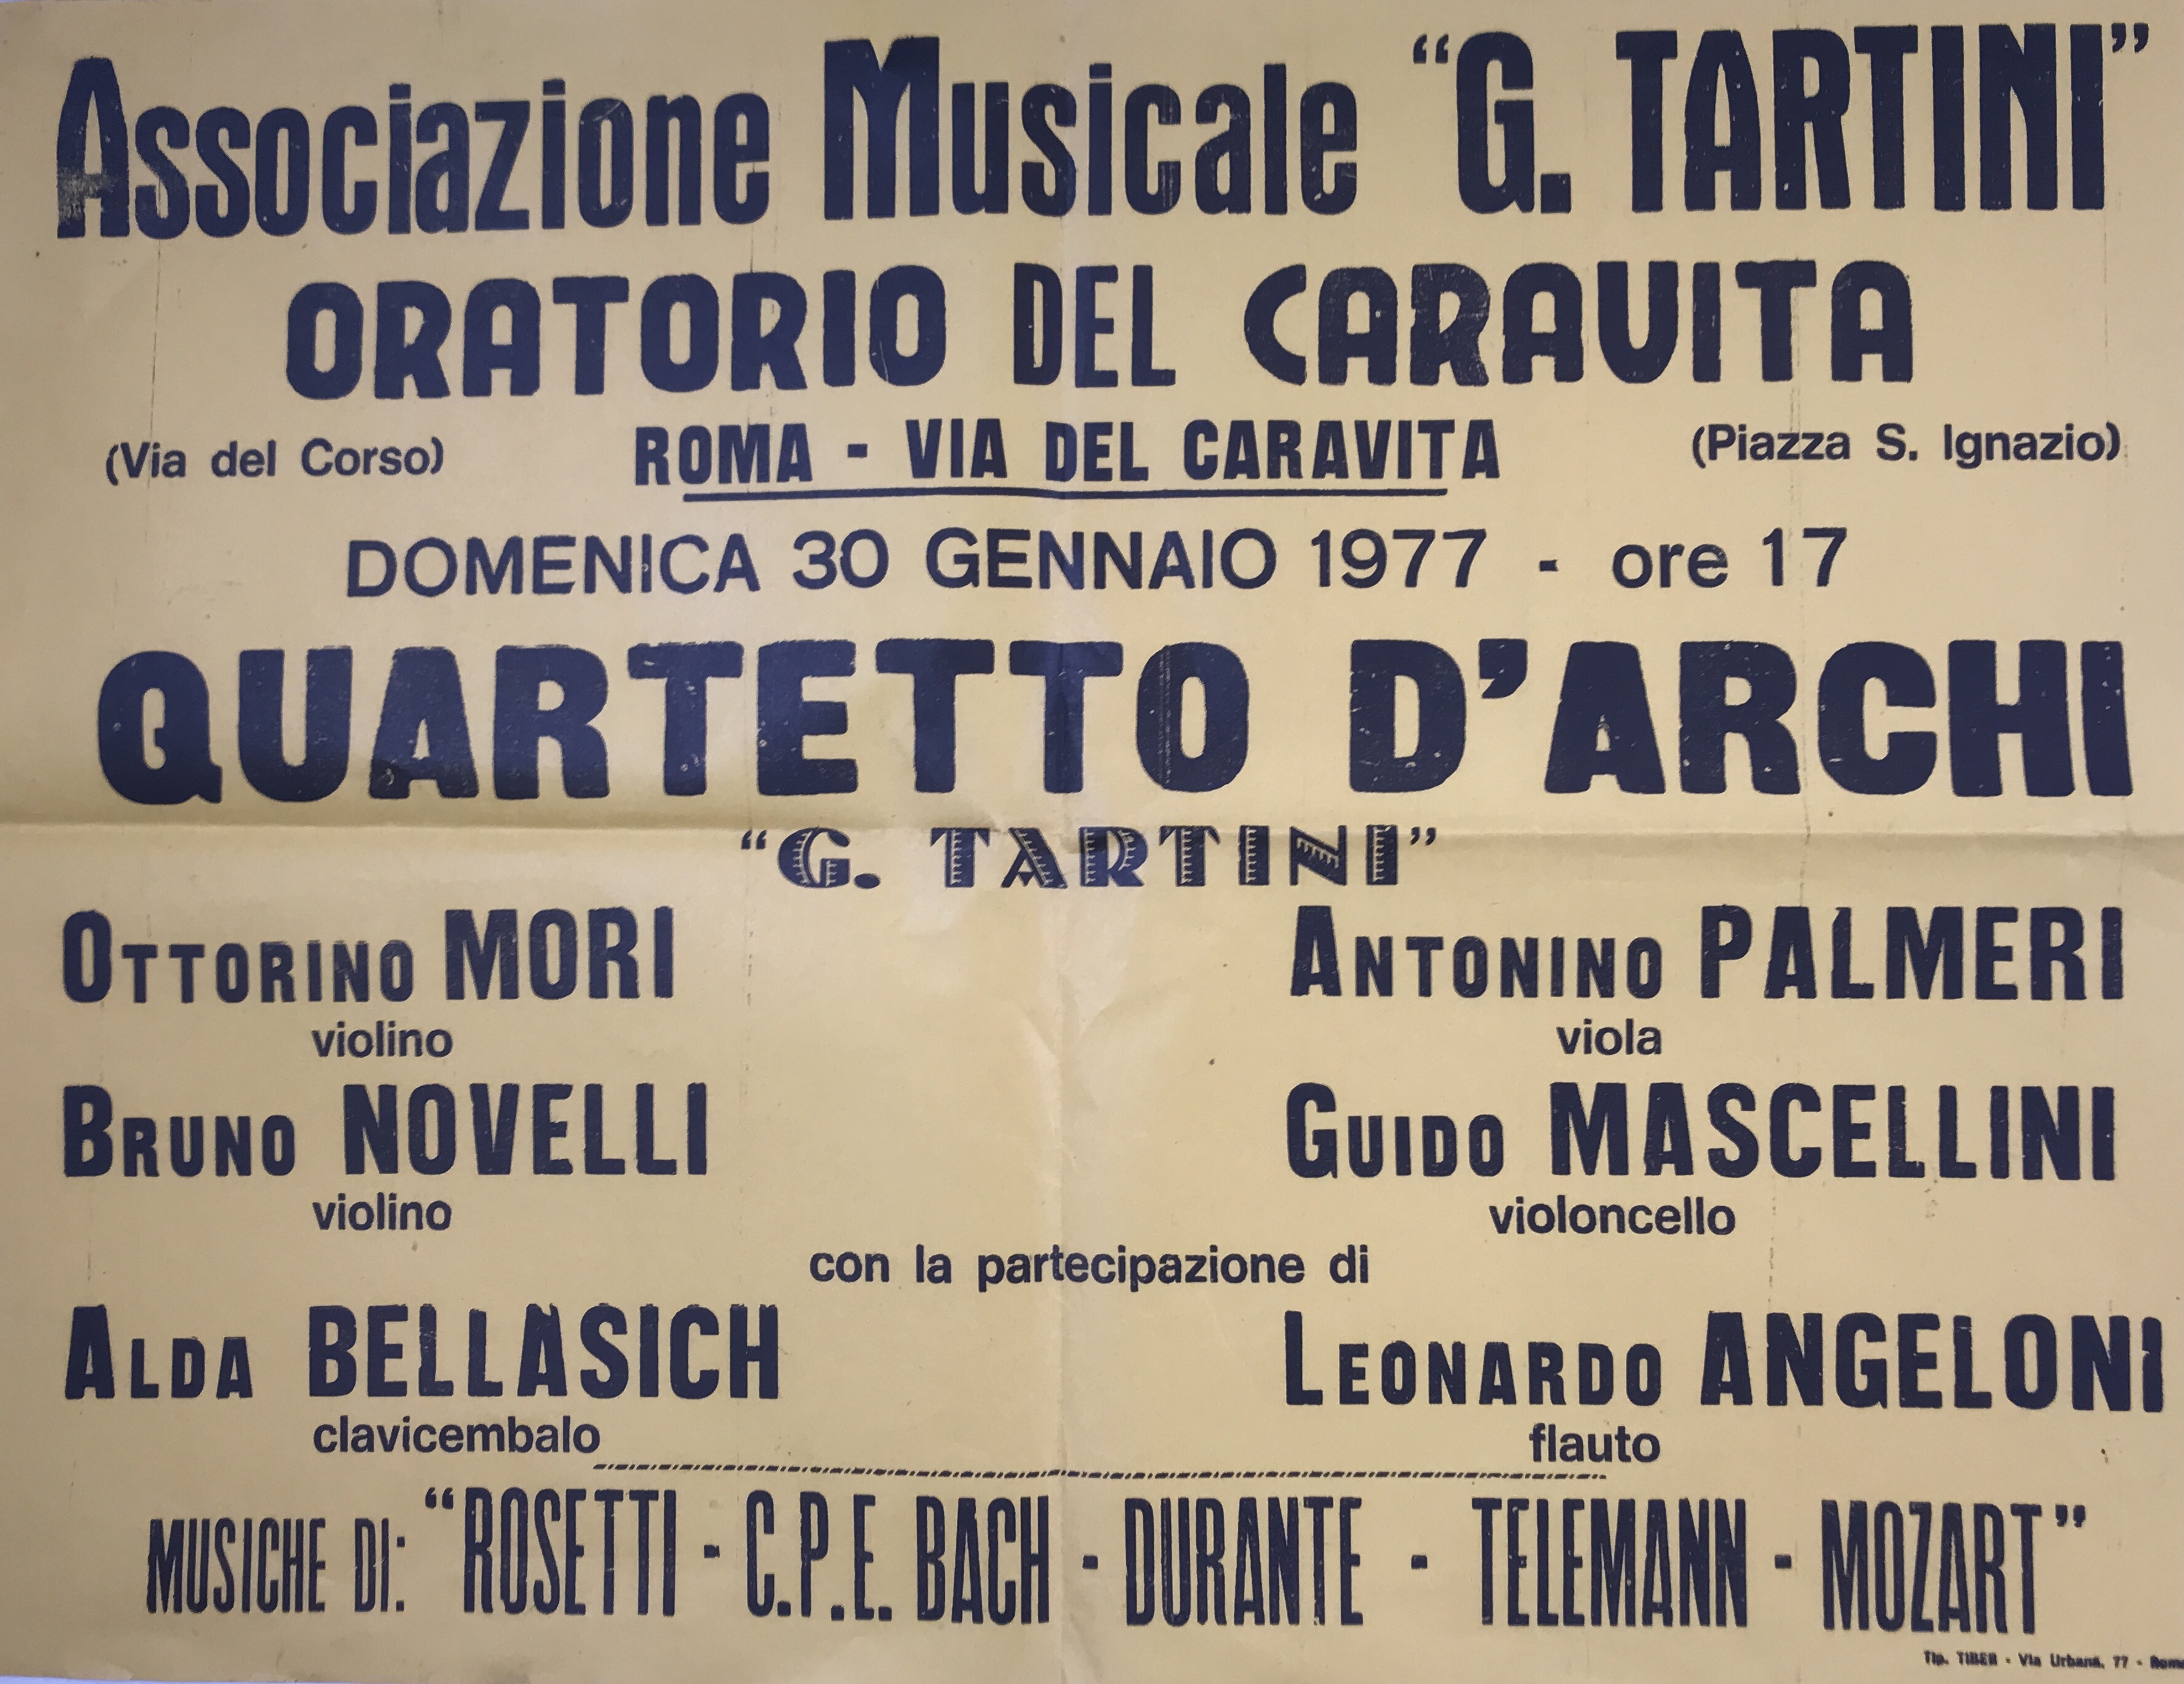 Associazione Musicale "G. TARTINI"
ORATORIO DEL CARAVITA
(Via del Corso) ROMA - VIA DEL CARAVITA (Piazza S. Ignazio)
DOMENICA 30 GENNAIO 1977 - ore 17
QUARTETTO D'ARCHI
"G. TARTINI"
OTTORINO MORI ANTONINO PALMERI
violino viola
BRUNO NOVELLI GUIDO MASCELLINI
violino violoncello
con la partecipazione di
ALDA BELLASICH LEONARDO ANGELONI
clavicembalo flauto
MUSICHE DI: "ROSETTI - C.P.E. BACH - DURANTE - TELEMANN - MOZART"
Tip. TIBER - Via Urbana, 77 - Roma